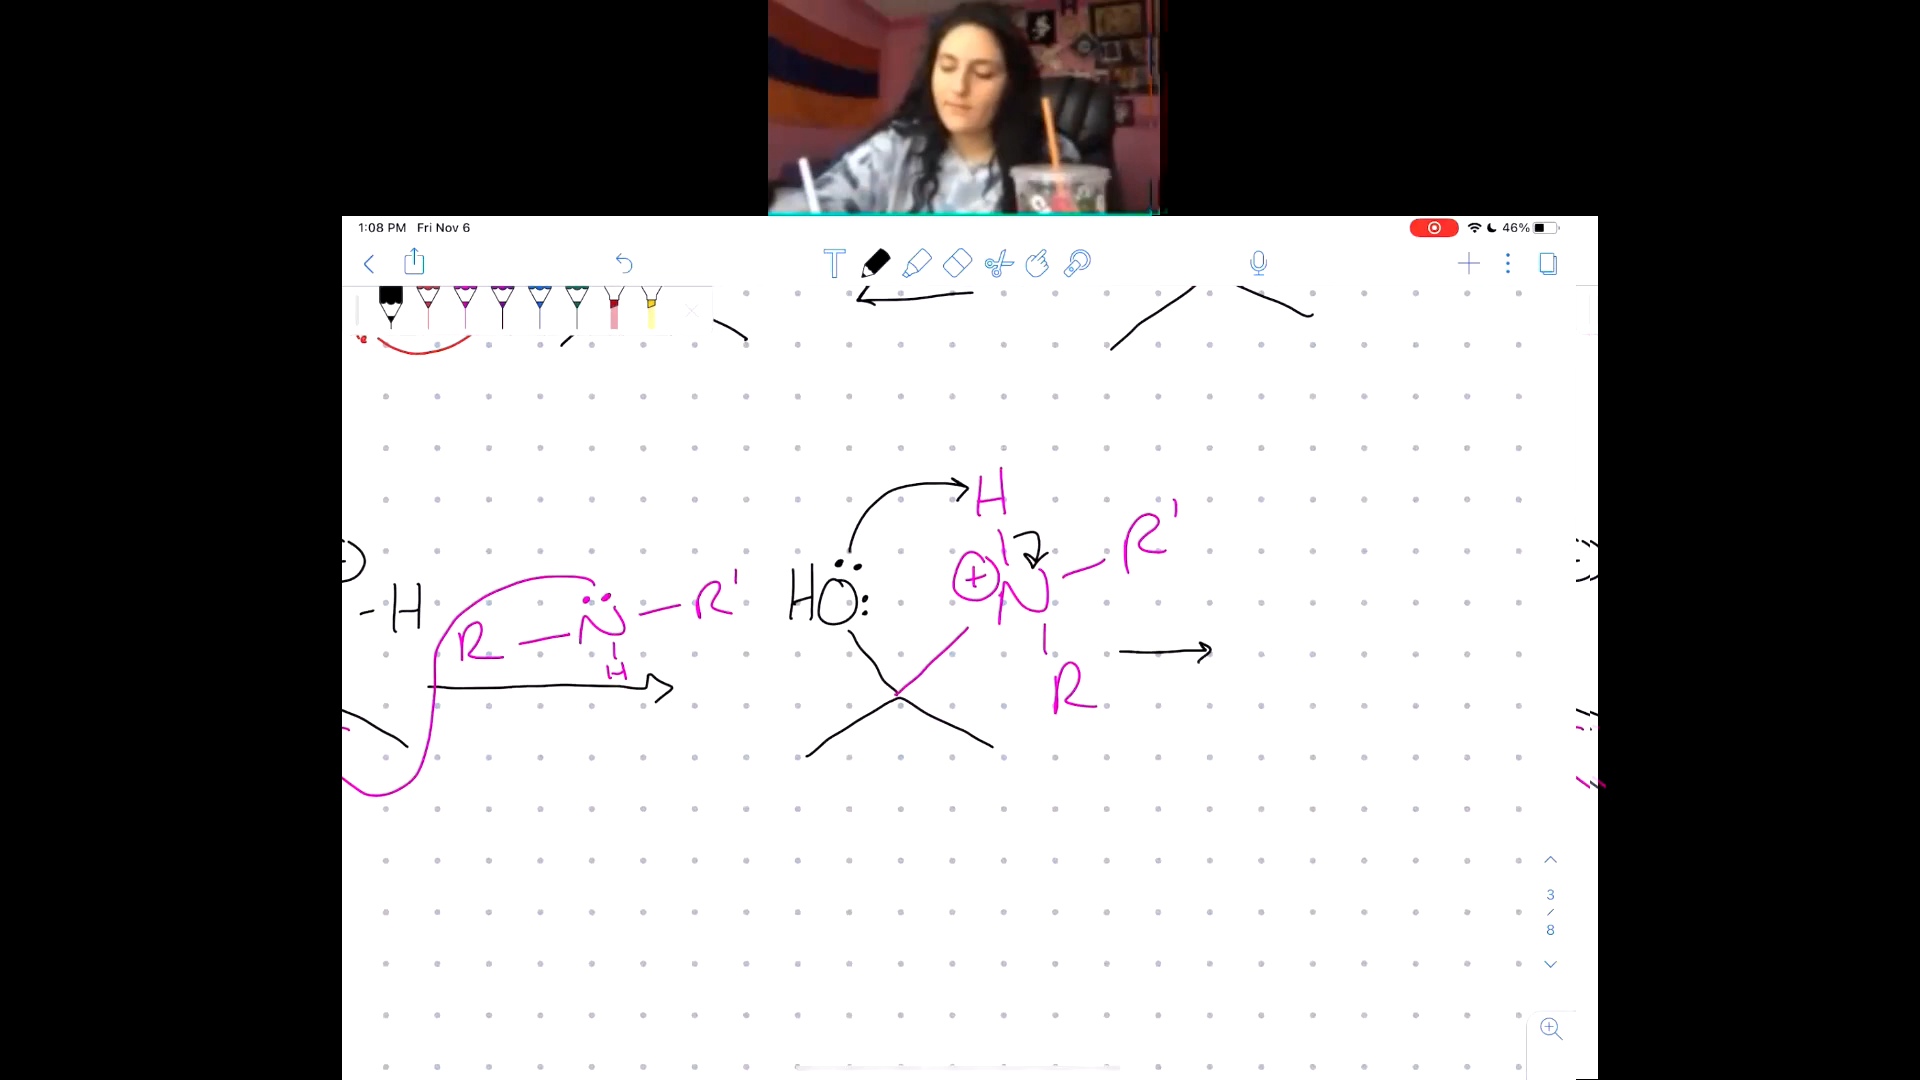 1:08 PM Fri Nov 6
46%
T
H
R'
⊕N
HO
R
-H
R — N — R'
H
3
/
8